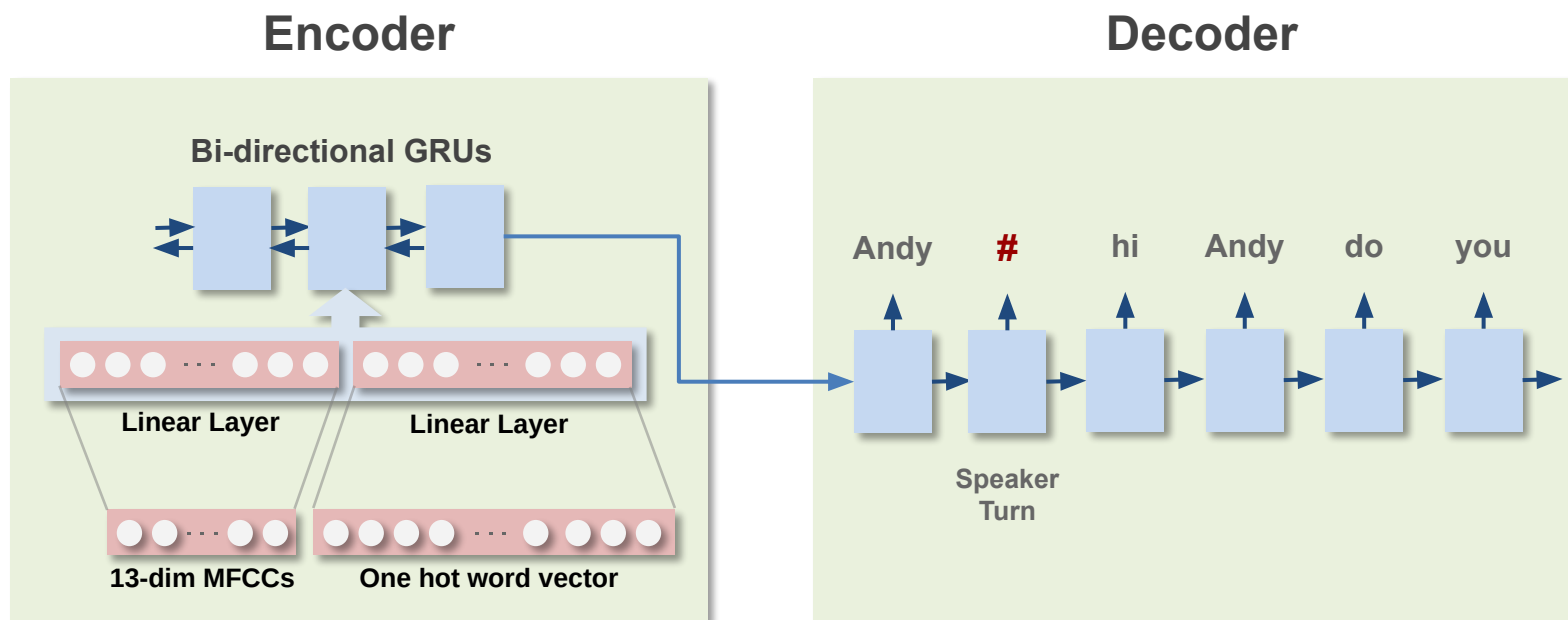 Encoder
Decoder
Bi-directional GRUs
Linear Layer
Linear Layer
13-dim MFCCs
One hot word vector
Andy # hi Andy do you
Speaker
Turn